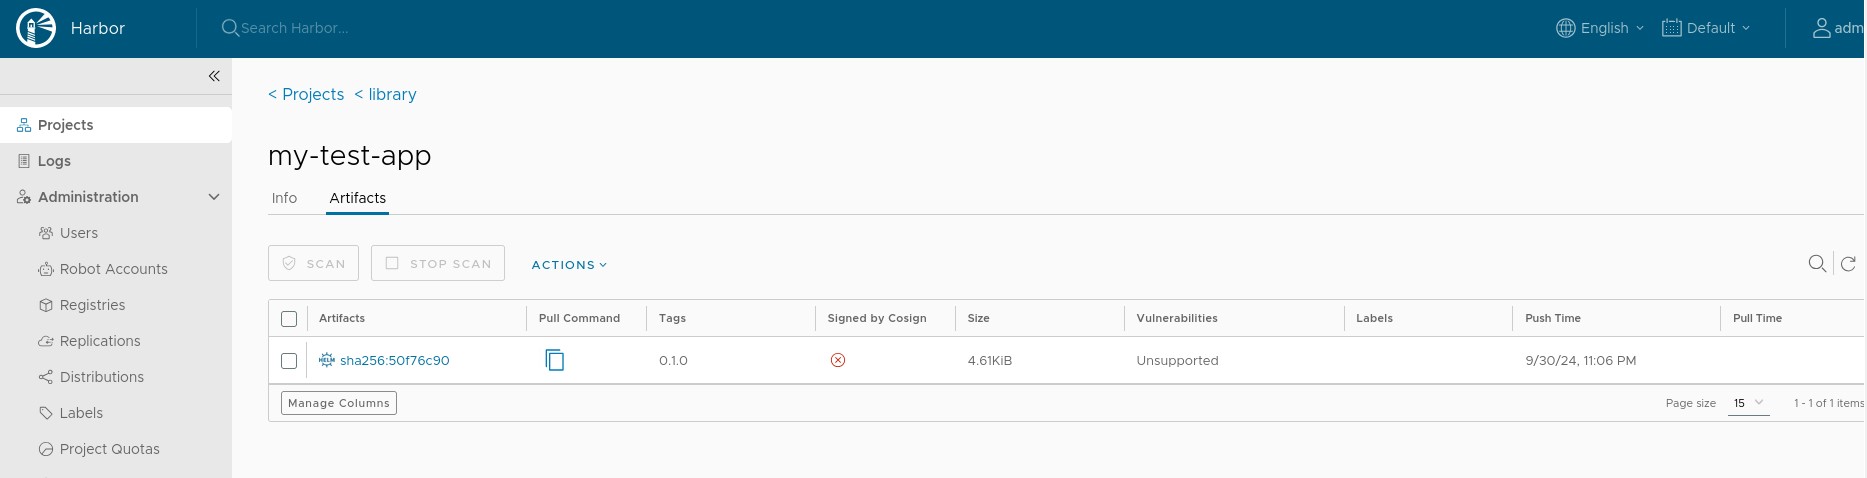 Harbor
Search Harbor...
English
Default
adm
Projects
Logs
Administration
Users
Robot Accounts
Registries
Replications
Distributions
Labels
Project Quotas
< Projects < library
my-test-app
Info Artifacts
SCAN STOP SCAN ACTIONS
Artifacts Pull Command Tags Signed by Cosign Size Vulnerabilities Labels Push Time Pull Time
HELM sha256:50f76c90 0.1.0 4.61KiB Unsupported 9/30/24, 11:06 PM
Manage Columns Page size 15 1 - 1 of 1 items